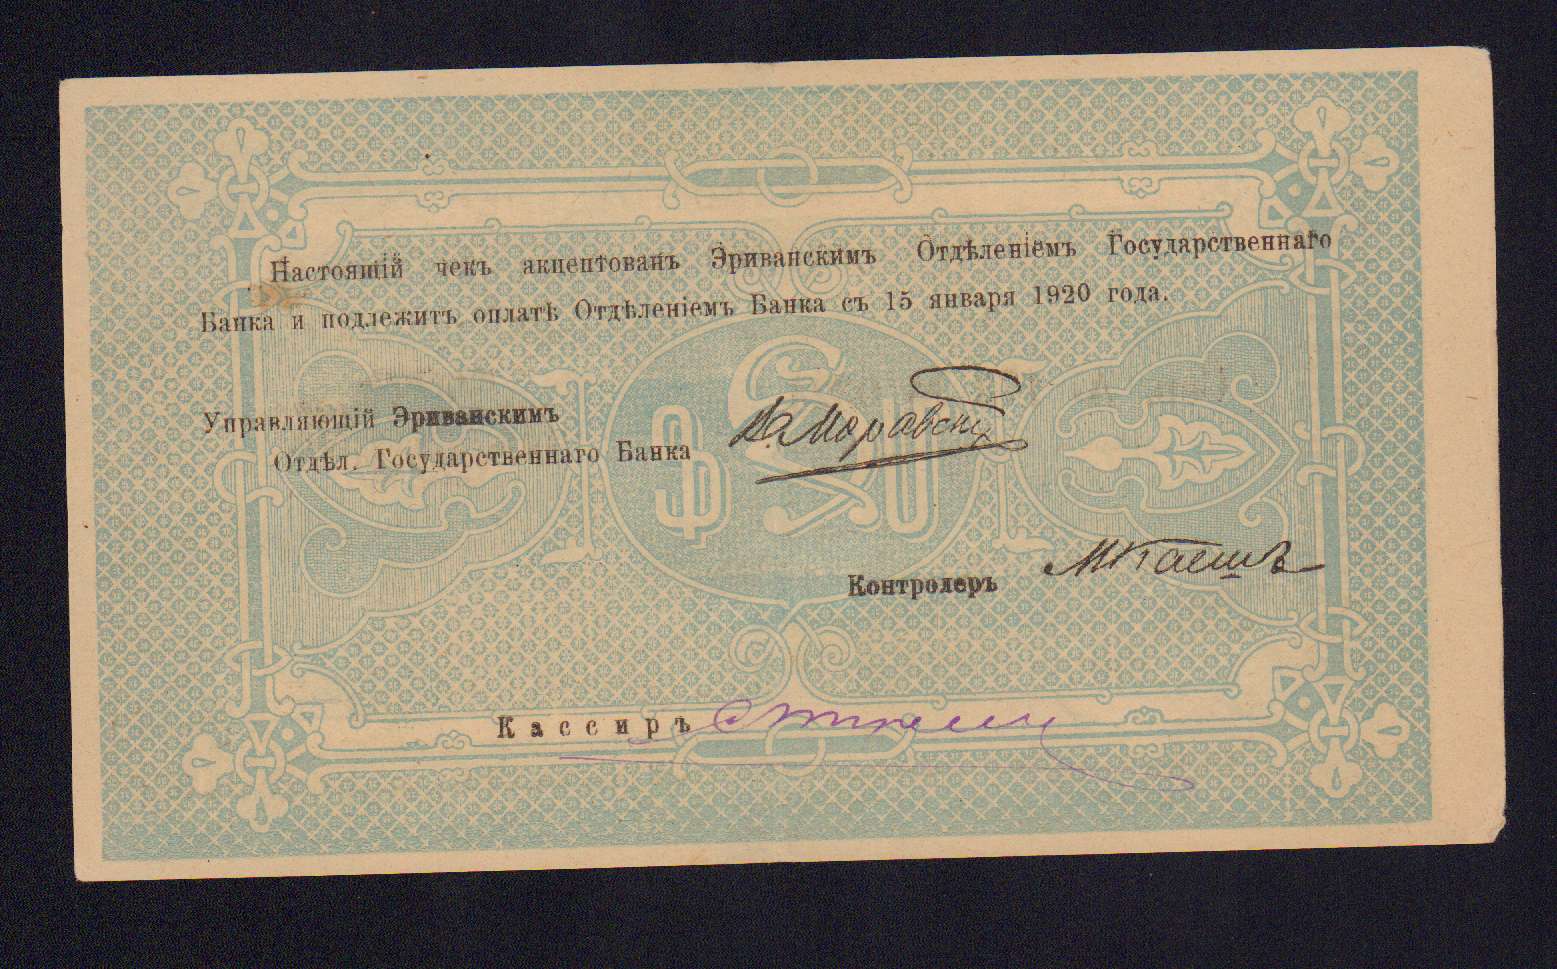 Настоящій чекъ акцептованъ Эриванскимъ Отдѣленіемъ Государственнаго
Банка и подлежитъ оплатѣ Отдѣленіемъ Банка съ 15 января 1920 года.
Управляющій Эриванскимъ
Отдѣл. Государственнаго Банка
Контролеръ
Кассиръ